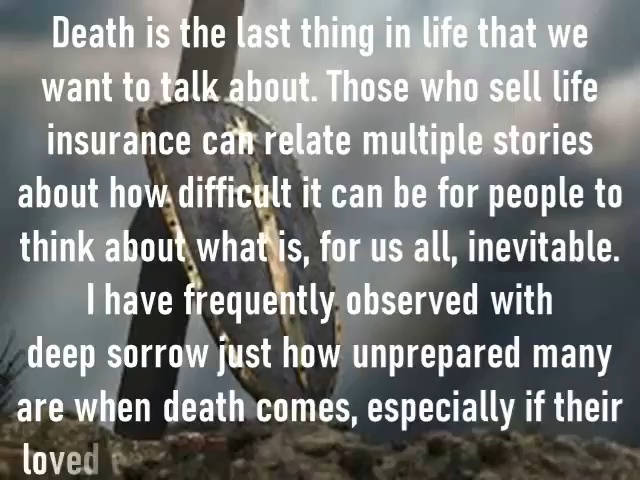 Death is the last thing in life that we
want to talk about. Those who sell life
insurance can relate multiple stories
about how difficult it can be for people to
think about what is, for us all, inevitable.
I have frequently observed with
deep sorrow just how unprepared many
are when death comes, especially if their
loved